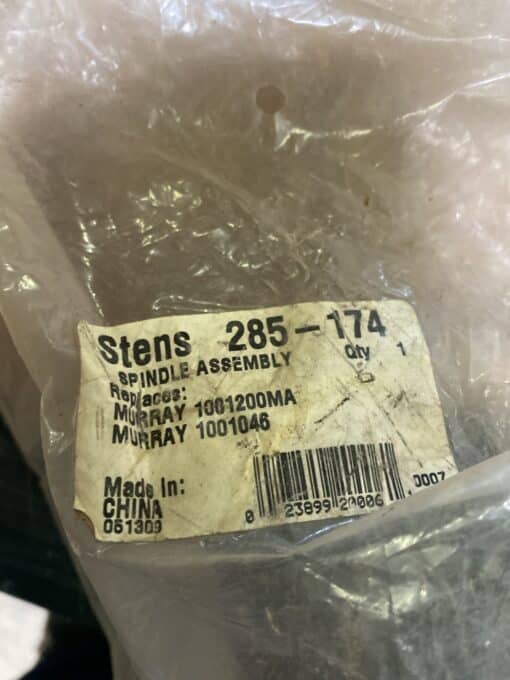 Stens 285-174
SPINDLE ASSEMBLY Qty 1
Replaces:
MURRAY 1001200MA
MURRAY 1001046
Made In:
CHINA
051309
0007
0 23899 20006